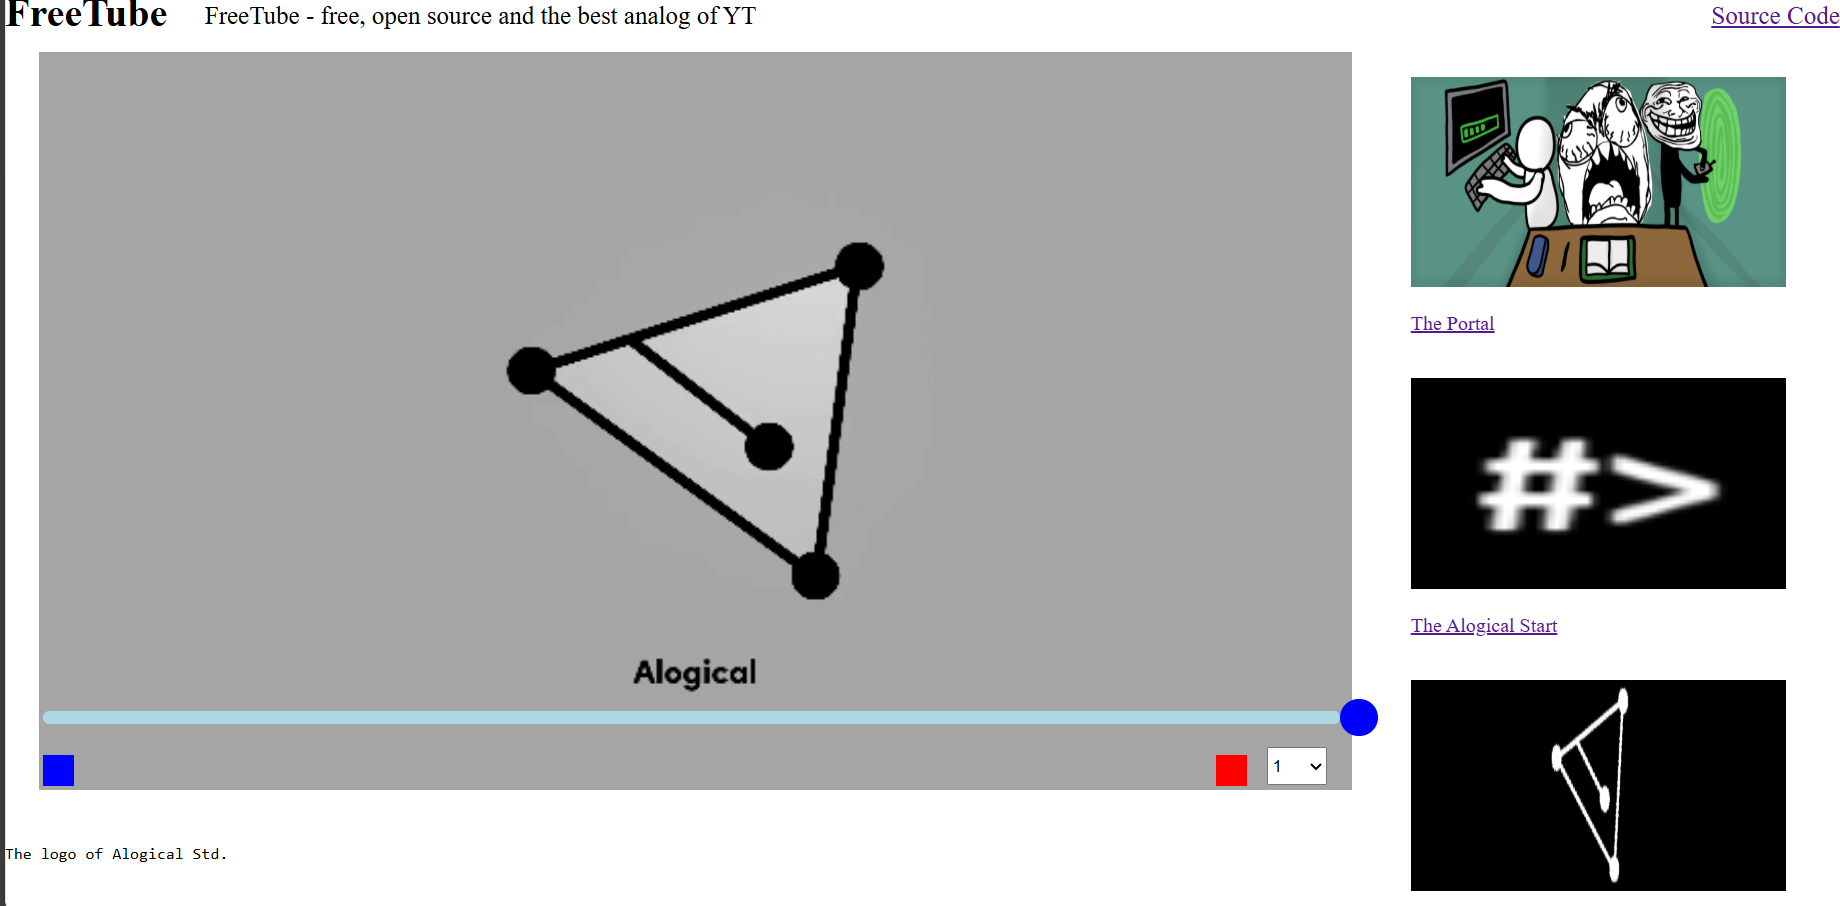 FreeTube FreeTube - free, open source and the best analog of YT Source Code
Alogical
1
The logo of Alogical Std.
The Portal
#>
The Alogical Start